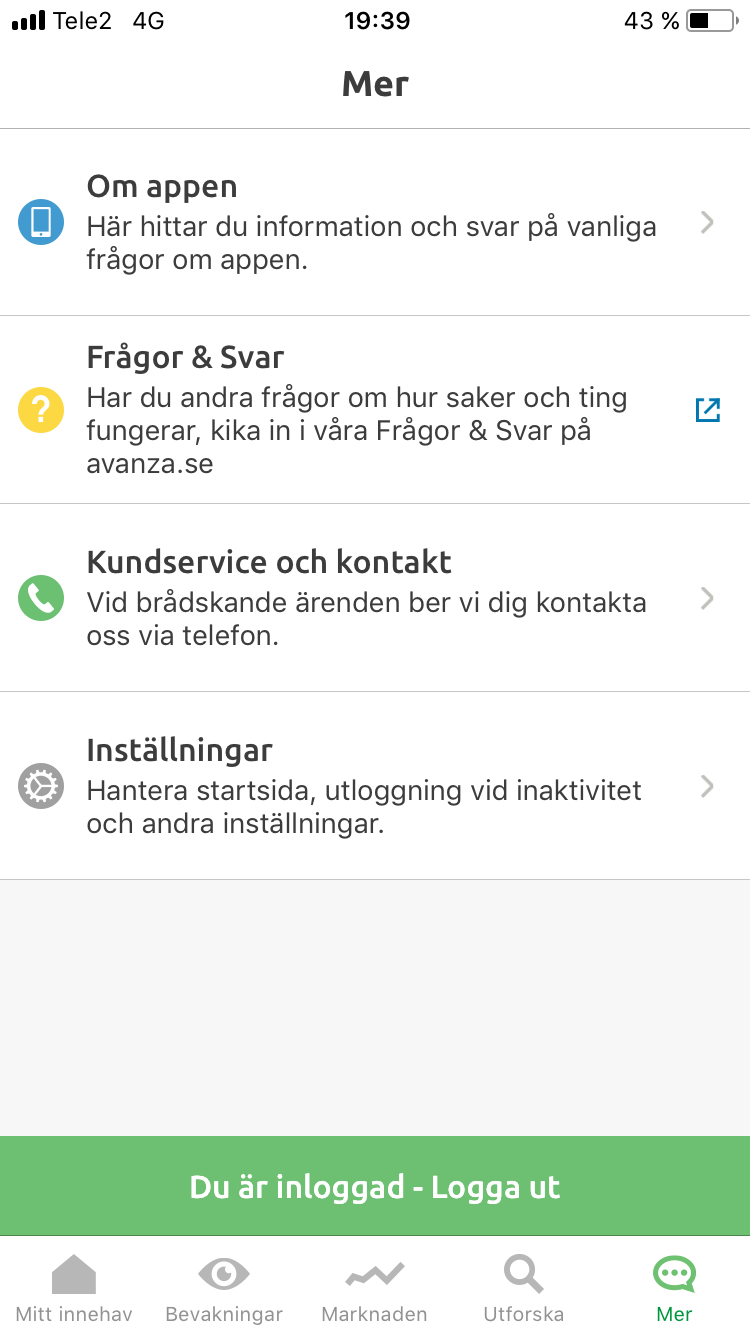 Tele2 4G 19:39 43 %
Mer
Om appen
Här hittar du information och svar på vanliga
frågor om appen.
Frågor & Svar
Har du andra frågor om hur saker och ting
fungerar, kika in i våra Frågor & Svar på
avanza.se
Kundservice och kontakt
Vid brådskande ärenden ber vi dig kontakta
oss via telefon.
Inställningar
Hantera startsida, utloggning vid inaktivitet
och andra inställningar.
Du är inloggad - Logga ut
Mitt innehav Bevakningar Marknaden Utforska Mer